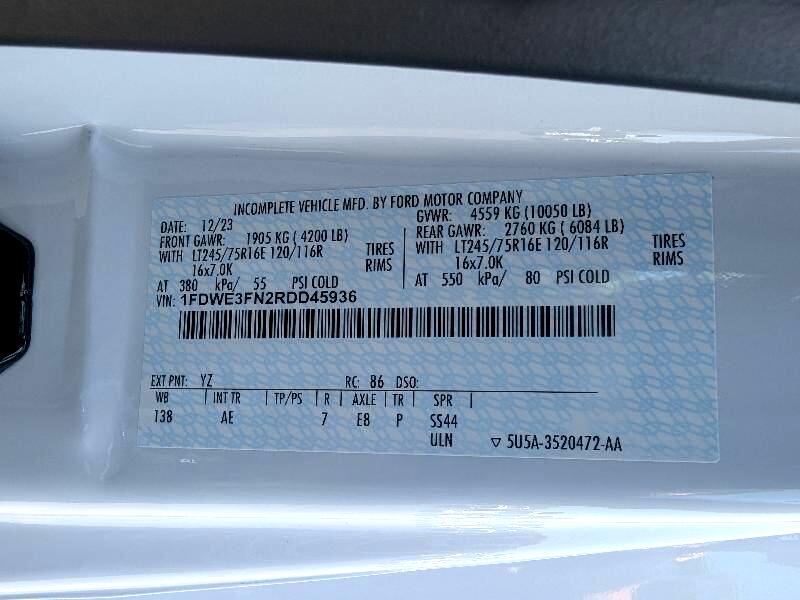 INCOMPLETE VEHICLE MFD. BY FORD MOTOR COMPANY
DATE: 12/23 GVWR: 4559 KG (10050 LB)
FRONT GAWR: 1905 KG ( 4200 LB) REAR GAWR: 2760 KG ( 6084 LB)
WITH LT245/75R16E 120/116R TIRES WITH LT245/75R16E 120/116R TIRES
16x7.0K RIMS 16x7.0K RIMS
AT 380 kPa/ 55 PSI COLD AT 550 kPa/ 80 PSI COLD
VIN: 1FDWE3FN2RDD45936
EXT PNT: YZ RC: 86 DSO:
WB INT TR TP/PS R AXLE TR SPR
138 AE 7 E8 P SS44
ULN ▽ 5U5A-3520472-AA